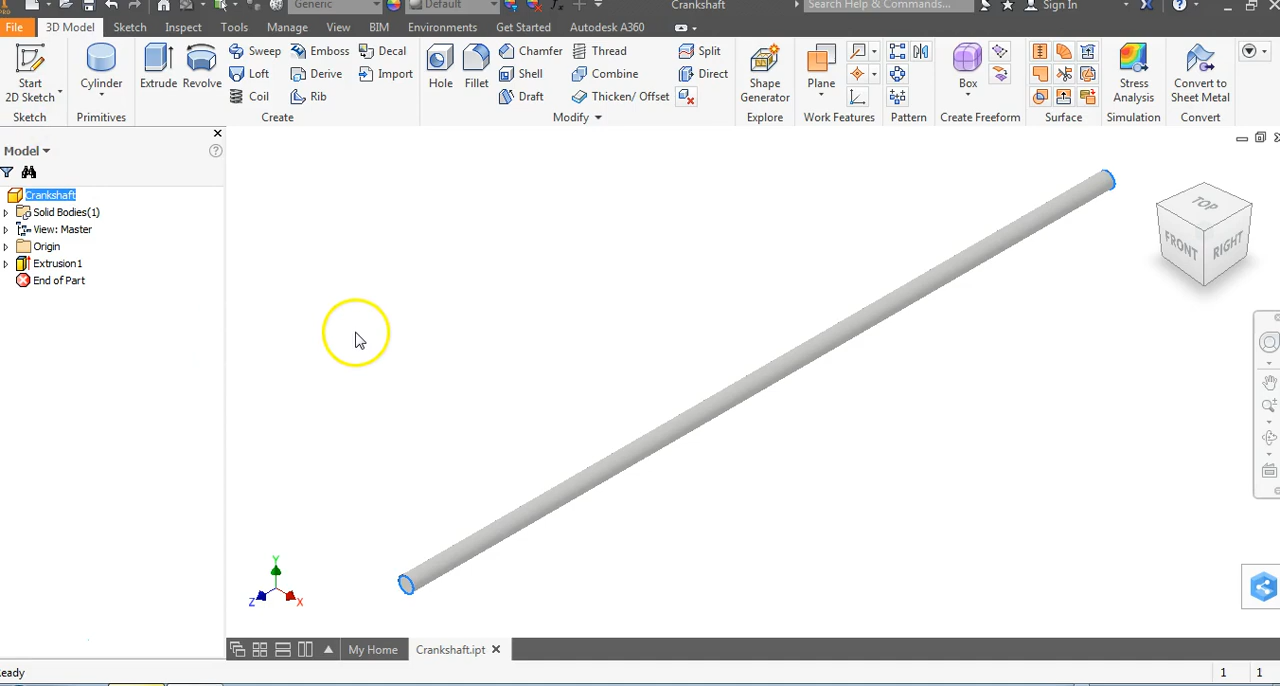 Generic Default Crankshaft Search Help & Commands... Sign In
File 3D Model Sketch Inspect Tools Manage View BIM Environments Get Started Autodesk A360
Start
2D Sketch
Sketch
Cylinder
Primitives
Extrude Revolve
Sweep Emboss Decal
Loft Derive Import
Coil Rib
Create
Hole Fillet
Chamfer Thread Split
Shell Combine Direct
Draft Thicken/ Offset
Modify
Shape
Generator
Explore
Plane
Work Features
Pattern
Box
Create Freeform
Surface
Stress
Analysis
Simulation
Convert to
Sheet Metal
Convert
Model
Crankshaft
Solid Bodies(1)
View: Master
Origin
Extrusion1
End of Part
TOP
FRONT RIGHT
Y
Z X
My Home Crankshaft.ipt
eady 1 1